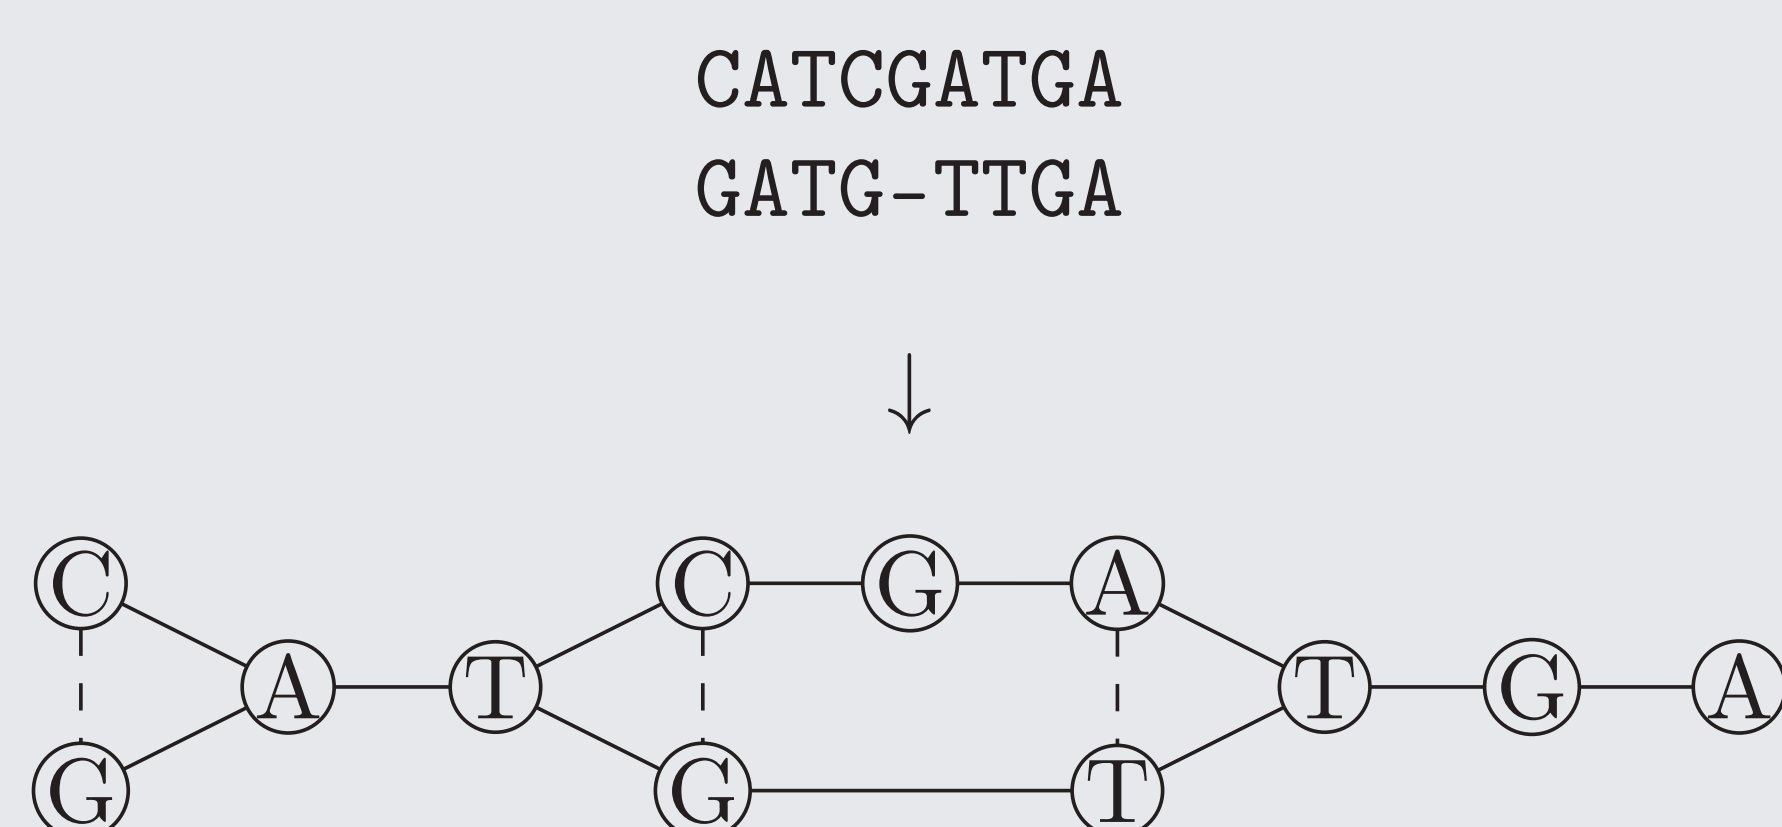 CATCGATGA
GATG-TTGA
C C G A
A T T G A
G G T